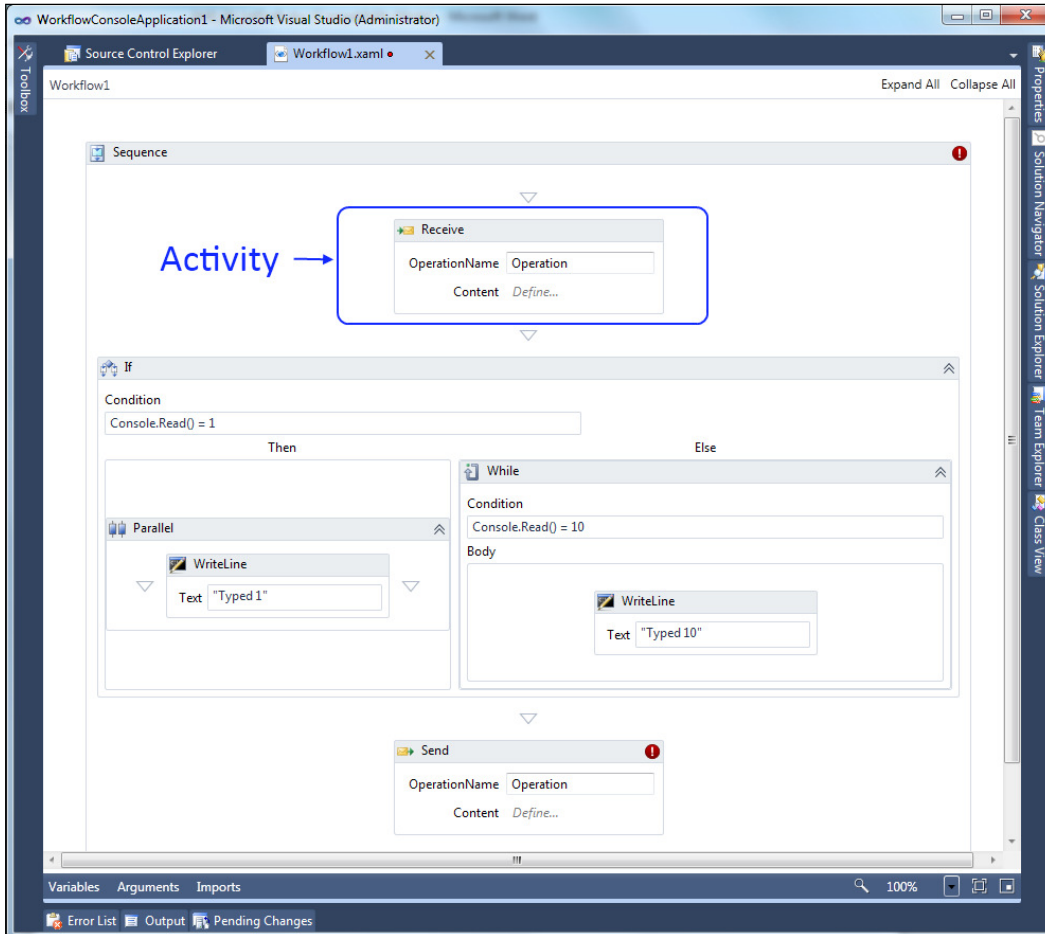 WorkflowConsoleApplication1 - Microsoft Visual Studio (Administrator)
Source Control Explorer
Workflow1.xaml
Toolbox
Workflow1
Expand All Collapse All
Properties
Solution Navigator
Solution Explorer
Team Explorer
Class View
Sequence
Activity
Receive
OperationName Operation
Content Define...
If
Condition
Console.Read() = 1
Then
Else
Parallel
WriteLine
Text "Typed 1"
While
Condition
Console.Read() = 10
Body
WriteLine
Text "Typed 10"
Send
OperationName Operation
Content Define...
Variables Arguments Imports
100%
Error List Output Pending Changes